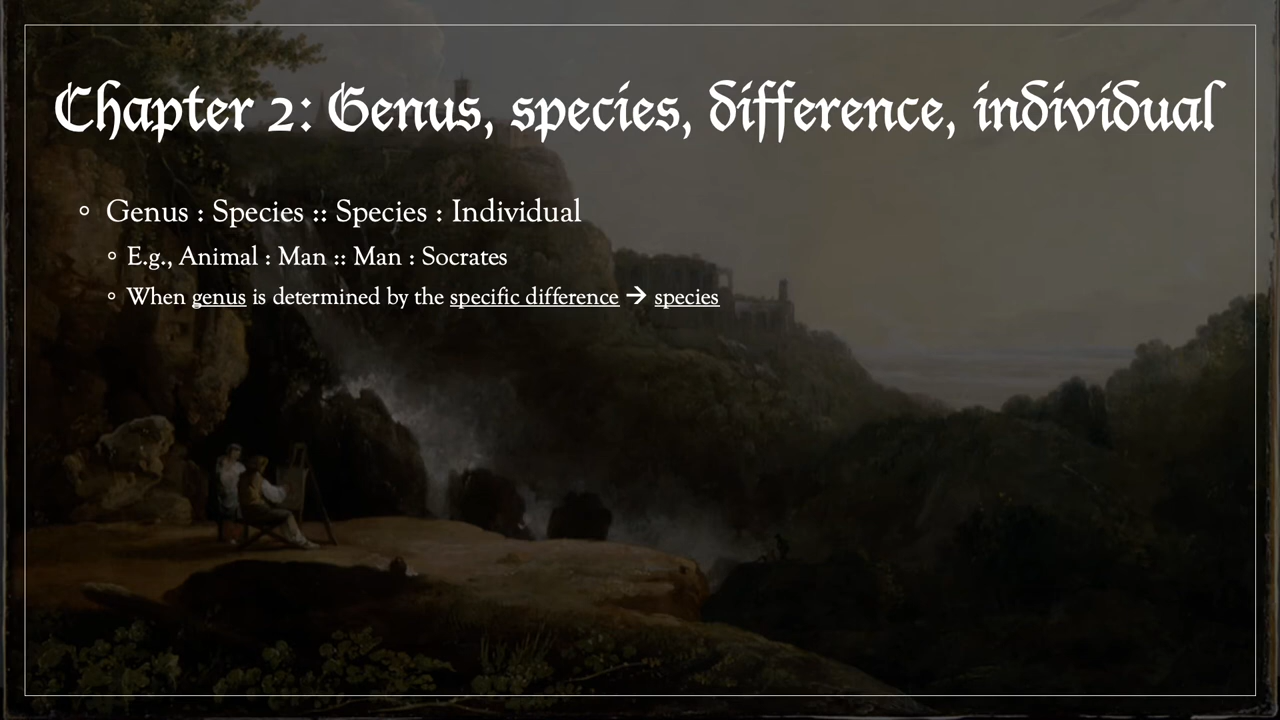 Chapter 2: Genus, species, difference, individual
Genus : Species :: Species : Individual
E.g., Animal : Man :: Man : Socrates
When genus is determined by the specific difference → species